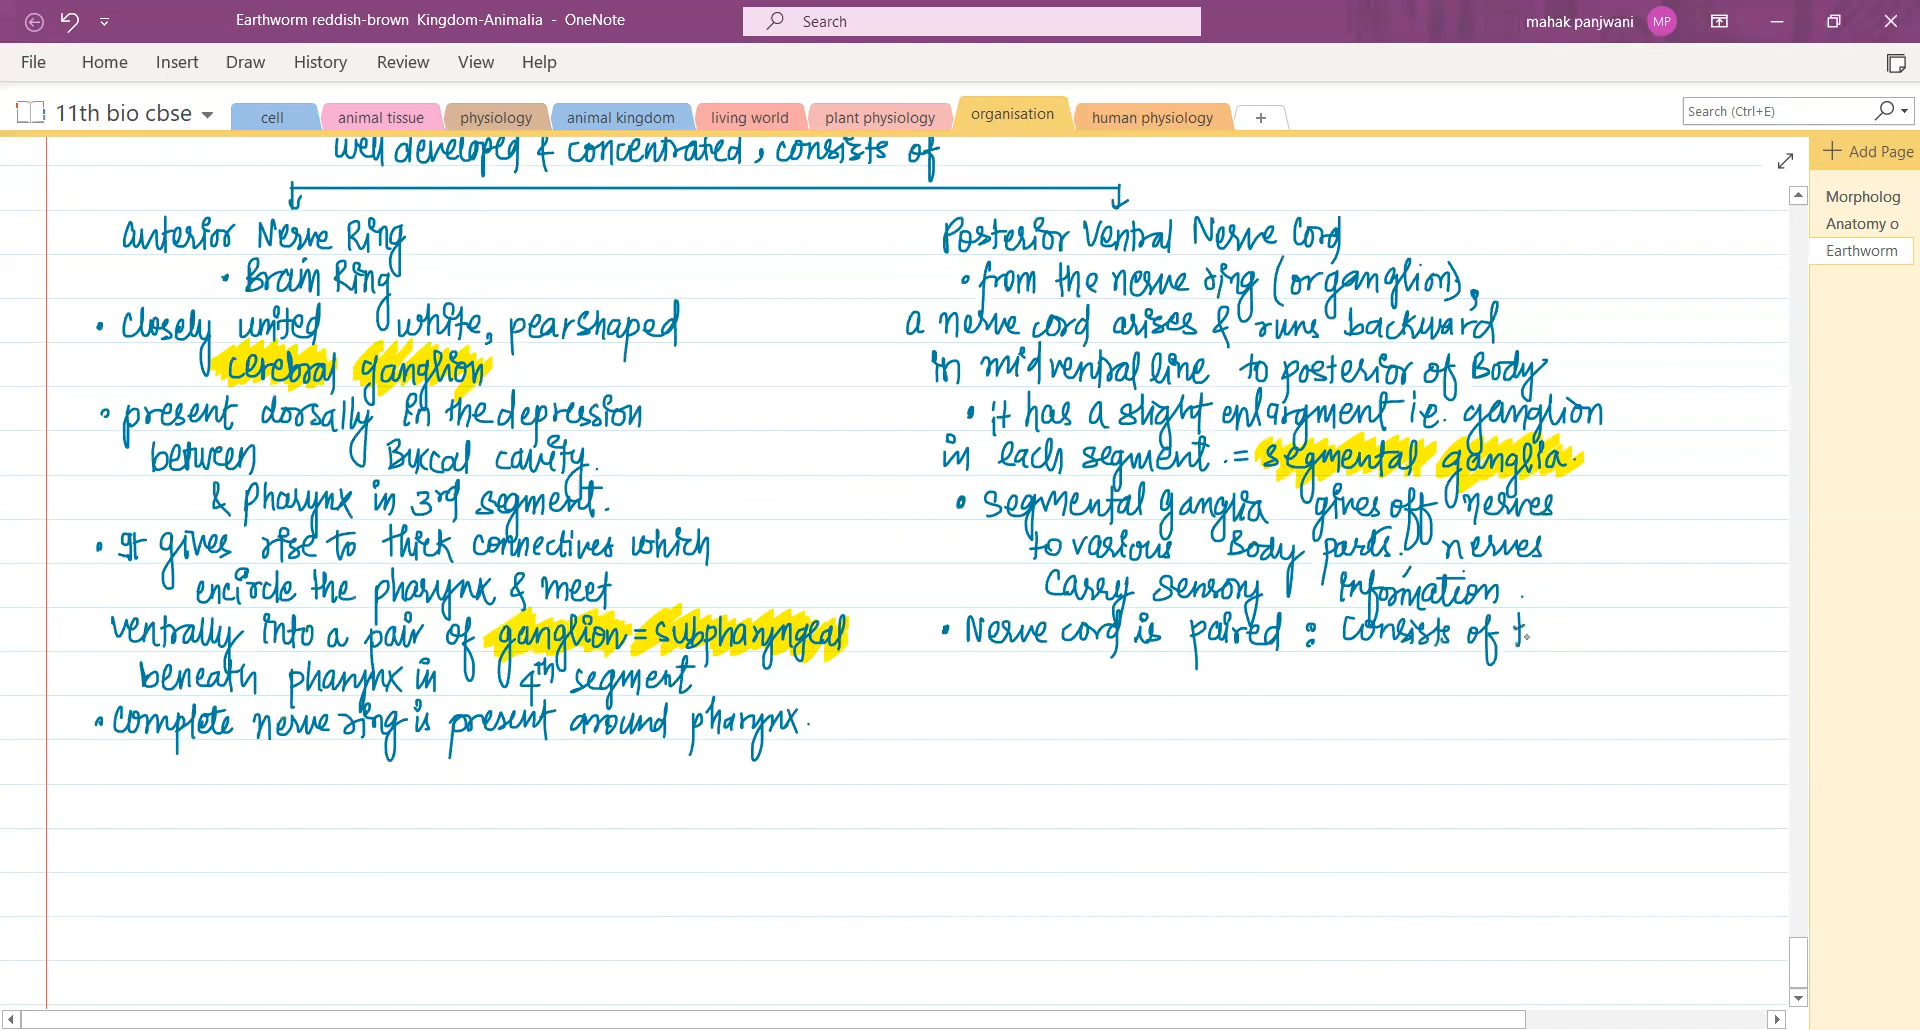 Earthworm reddish-brown Kingdom-Animalia - OneNote
Search
mahak panjwani
MP
File Home Insert Draw History Review View Help
11th bio cbse
cell
animal tissue
physiology
animal kingdom
living world
plant physiology
organisation
human physiology
+
Search (Ctrl+E)
+ Add Page
Morpholog
Anatomy o
Earthworm
well developed & concentrated, consists of
Anterior Nerve Ring
• Brain Ring
• closely united white, pearshaped
cerebral ganglion
• present dorsally in the depression
between Buccal cavity.
& Pharynx in 3rd segment.
• It gives rise to thick connectives which
encircle the pharynx & meet
ventrally into a pair of ganglion = subpharyngeal
beneath pharynx in 4th segment
• complete nerve ring is present around pharynx.
Posterior Ventral Nerve Cord
• from the nerve ring (or ganglion),
a nerve cord arises & runs backward
in midventral line to posterior of Body
• it has a slight enlargment i.e. ganglion
in each segment. = segmental ganglia.
• segmental ganglia gives off nerves
to various Body parts. nerves
Carry sensory information.
• Nerve cord is paired : Consists of t